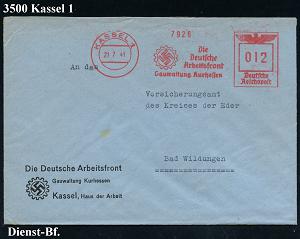 3500 Kassel 1
KASSEL 1
21 7 41
7926
Die
Deutsche
Arbeitsfront
Gauwaltung Kurhessen
012
Deutsche
Reichspost
An das
Versicherungsamt
des Kreises der Eder
Bad Wildungen
Die Deutsche Arbeitsfront
Gauwaltung Kurhessen
Kassel, Haus der Arbeit
Dienst-Bf.